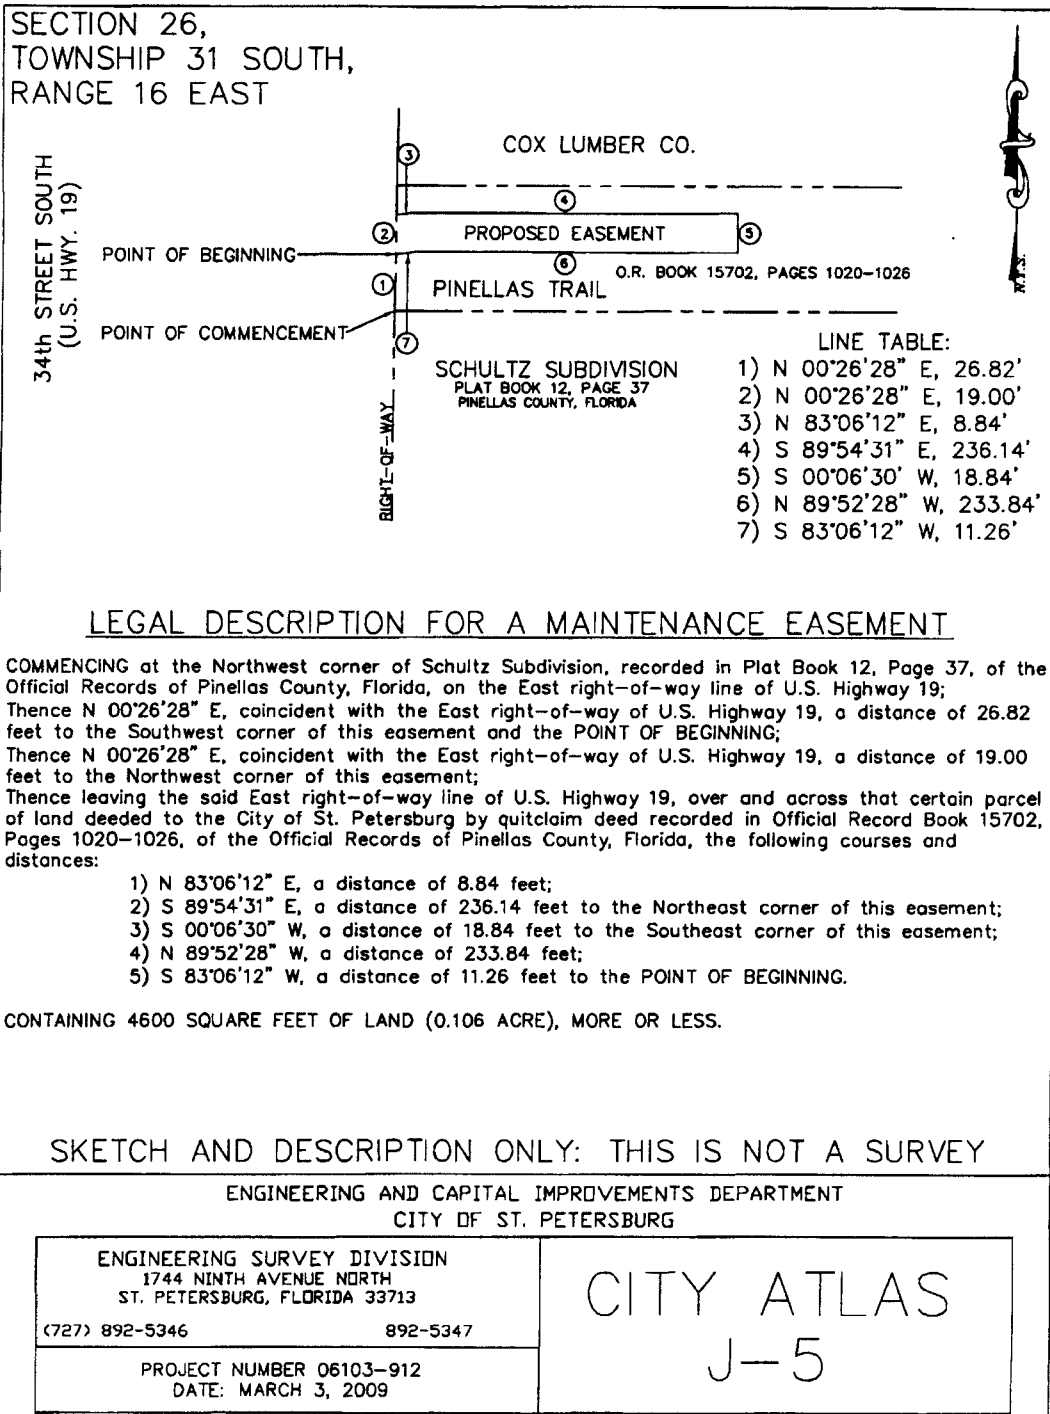 SECTION 26,
TOWNSHIP 31 SOUTH,
RANGE 16 EAST
34th STREET SOUTH
(U.S. HWY. 19)
COX LUMBER CO.
3
4
2
PROPOSED EASEMENT
5
POINT OF BEGINNING
6
O.R. BOOK 15702, PAGES 1020-1026
1
PINELLAS TRAIL
POINT OF COMMENCEMENT
7
N.T.S.
SCHULTZ SUBDIVISION
PLAT BOOK 12, PAGE 37
PINELLAS COUNTY, FLORIDA
RIGHT-OF-WAY
LINE TABLE:
1) N 00°26'28" E, 26.82'
2) N 00°26'28" E, 19.00'
3) N 83°06'12" E, 8.84'
4) S 89°54'31" E, 236.14'
5) S 00°06'30' W, 18.84'
6) N 89°52'28" W, 233.84'
7) S 83°06'12" W, 11.26'
LEGAL DESCRIPTION FOR A MAINTENANCE EASEMENT
COMMENCING at the Northwest corner of Schultz Subdivision, recorded in Plat Book 12, Page 37, of the
Official Records of Pinellas County, Florida, on the East right-of-way line of U.S. Highway 19;
Thence N 00°26'28" E, coincident with the East right-of-way of U.S. Highway 19, a distance of 26.82
feet to the Southwest corner of this easement and the POINT OF BEGINNING;
Thence N 00°26'28" E, coincident with the East right-of-way of U.S. Highway 19, a distance of 19.00
feet to the Northwest corner of this easement;
Thence leaving the said East right-of-way line of U.S. Highway 19, over and across that certain parcel
of land deeded to the City of St. Petersburg by quitclaim deed recorded in Official Record Book 15702,
Pages 1020-1026, of the Official Records of Pinellas County, Florida, the following courses and
distances:
1) N 83°06'12" E, a distance of 8.84 feet;
2) S 89°54'31" E, a distance of 236.14 feet to the Northeast corner of this easement;
3) S 00°06'30" W, a distance of 18.84 feet to the Southeast corner of this easement;
4) N 89°52'28" W, a distance of 233.84 feet;
5) S 83°06'12" W, a distance of 11.26 feet to the POINT OF BEGINNING.
CONTAINING 4600 SQUARE FEET OF LAND (0.106 ACRE), MORE OR LESS.
SKETCH AND DESCRIPTION ONLY: THIS IS NOT A SURVEY
ENGINEERING AND CAPITAL IMPROVEMENTS DEPARTMENT
CITY OF ST. PETERSBURG
ENGINEERING SURVEY DIVISION
1744 NINTH AVENUE NORTH
ST. PETERSBURG, FLORIDA 33713
(727) 892-5346 892-5347
PROJECT NUMBER 06103-912
DATE: MARCH 3, 2009
CITY ATLAS
J-5